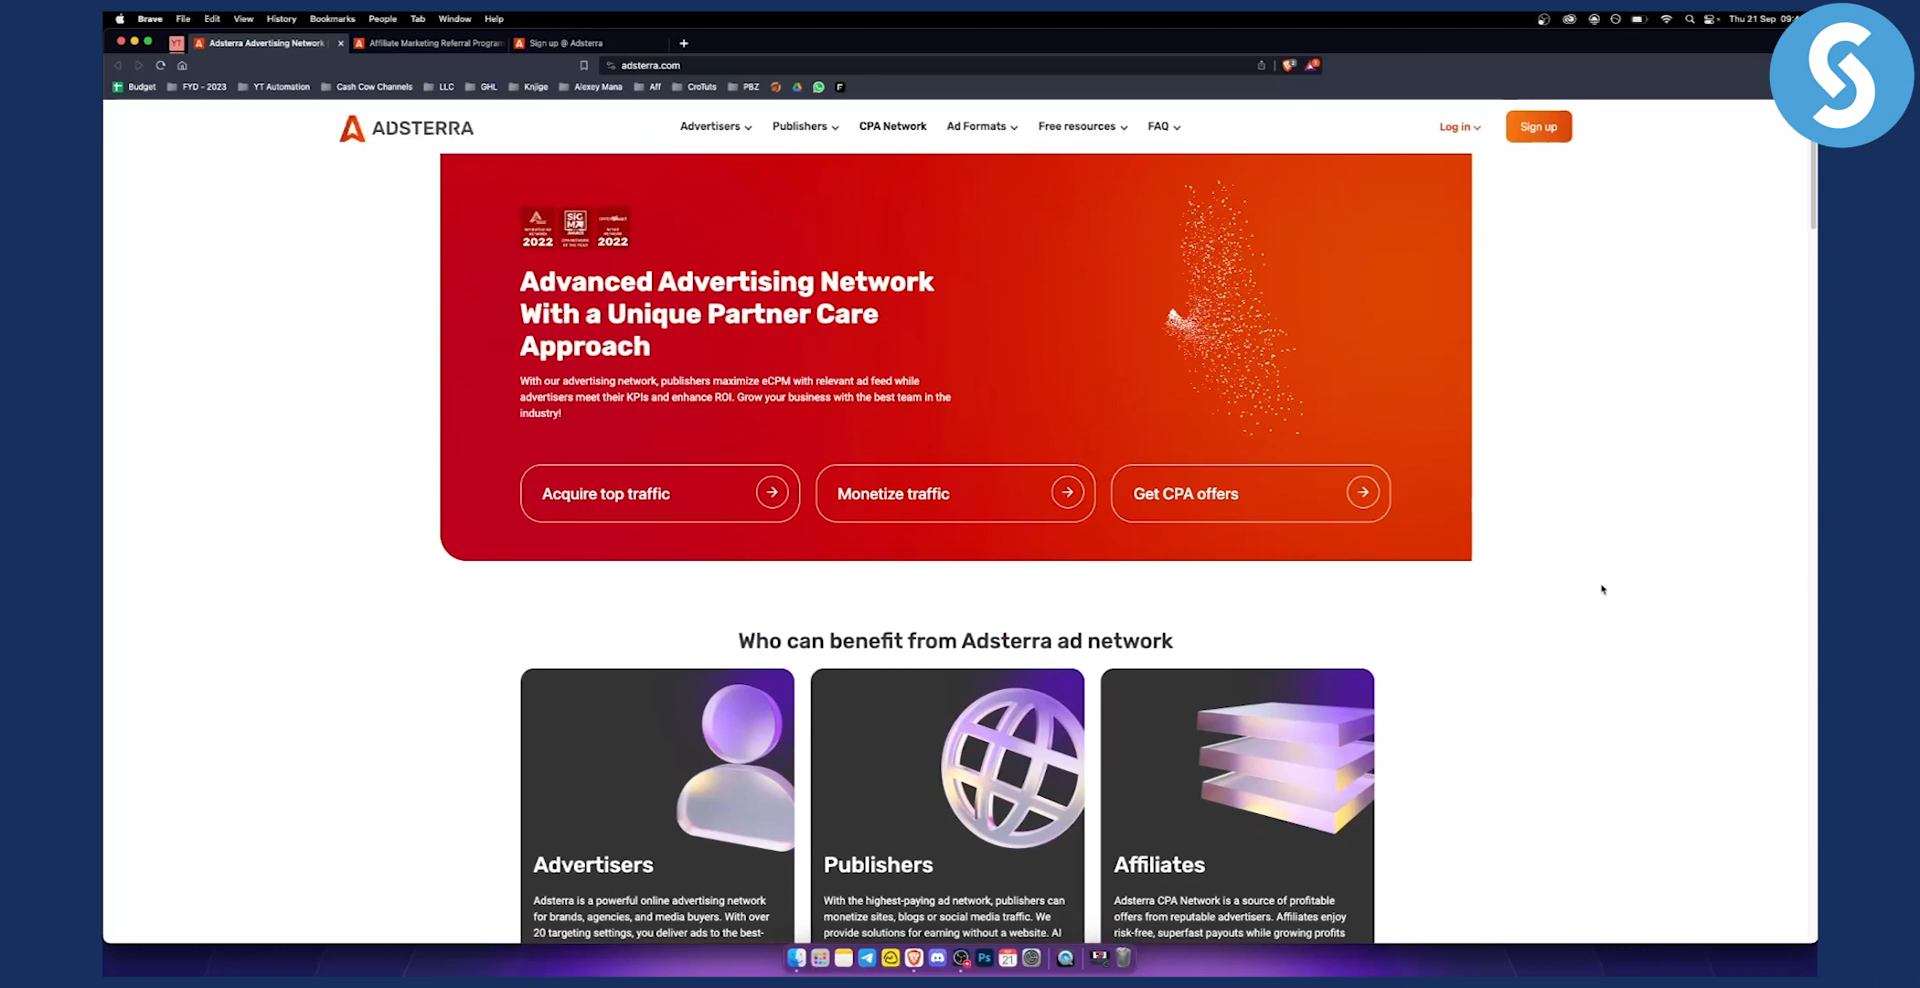 Brave File Edit View History Bookmarks People Tab Window Help
Thu 21 Sep
YT Adsterra Advertising Network Affiliate Marketing Referral Program Sign up @ Adsterra
adsterra.com
Budget FYD - 2023 YT Automation Cash Cow Channels LLC GHL Knjige Alexey Mana Aff CroTuts PBZ
ADSTERRA
Advertisers Publishers CPA Network Ad Formats Free resources FAQ
Log in Sign up
2022 2022
Advanced Advertising Network
With a Unique Partner Care
Approach
With our advertising network, publishers maximize eCPM with relevant ad feed while
advertisers meet their KPIs and enhance ROI. Grow your business with the best team in the
industry!
Acquire top traffic Monetize traffic Get CPA offers
Who can benefit from Adsterra ad network
Advertisers
Adsterra is a powerful online advertising network
for brands, agencies, and media buyers. With over
20 targeting settings, you deliver ads to the best-
Publishers
With the highest-paying ad network, publishers can
monetize sites, blogs or social media traffic. We
provide solutions for earning without a website. AI
Affiliates
Adsterra CPA Network is a source of profitable
offers from reputable advertisers. Affiliates enjoy
risk-free, superfast payouts while growing profits
Ps 21